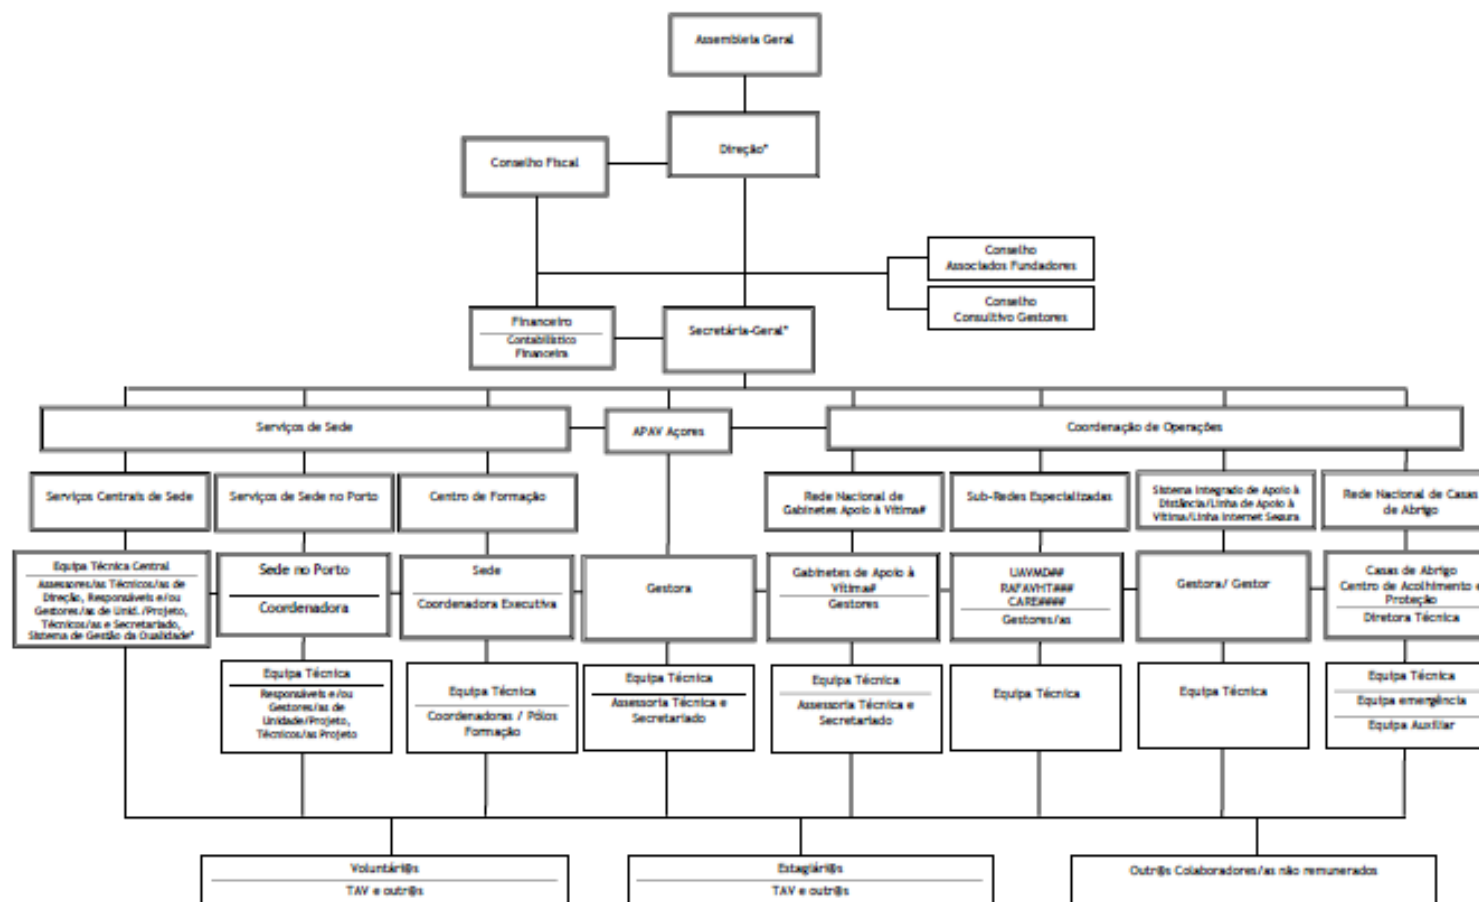 Assembleia Geral
Direção*
Conselho Fiscal
Conselho
Associados Fundadores
Conselho
Consultivo Gestores
Financeiro
Contabilístico
Financeira
Secretária-Geral*
Serviços de Sede
APAV Açores
Coordenação de Operações
Serviços Centrais de Sede
Serviços de Sede no Porto
Centro de Formação
Rede Nacional de
Gabinetes Apoio à Vítima#
Sub-Redes Especializadas
Sistema Integrado de Apoio à
Distância/Linha de Apoio à
Vítima/Linha Internet Segura
Rede Nacional de Casas
de Abrigo
Equipa Técnica Central
Assessores/as Técnicos/as de
Direção, Responsáveis e/ou
Gestores/as de Unid./Projeto,
Técnicos/as e Secretariado,
Sistema de Gestão da Qualidade*
Sede no Porto
Coordenadora
Sede
Coordenadora Executiva
Gestora
Gabinetes de Apoio à
Vítima#
Gestores
UAVMD##
RAFAVHT###
CARE####
Gestores/as
Gestora/ Gestor
Casas de Abrigo
Centro de Acolhimento e
Proteção
Diretora Técnica
Equipa Técnica
Responsáveis e/ou
Gestores/as de
Unidade/Projeto,
Técnicos/as Projeto
Equipa Técnica
Coordenadoras / Pólos
Formação
Equipa Técnica
Assessoria Técnica e
Secretariado
Equipa Técnica
Assessoria Técnica e
Secretariado
Equipa Técnica
Equipa Técnica
Equipa Técnica
Equipa emergência
Equipa Auxiliar
Voluntári@s
TAV e outr@s
Estagiári@s
TAV e outr@s
Outr@s Colaboradores/as não remunerados